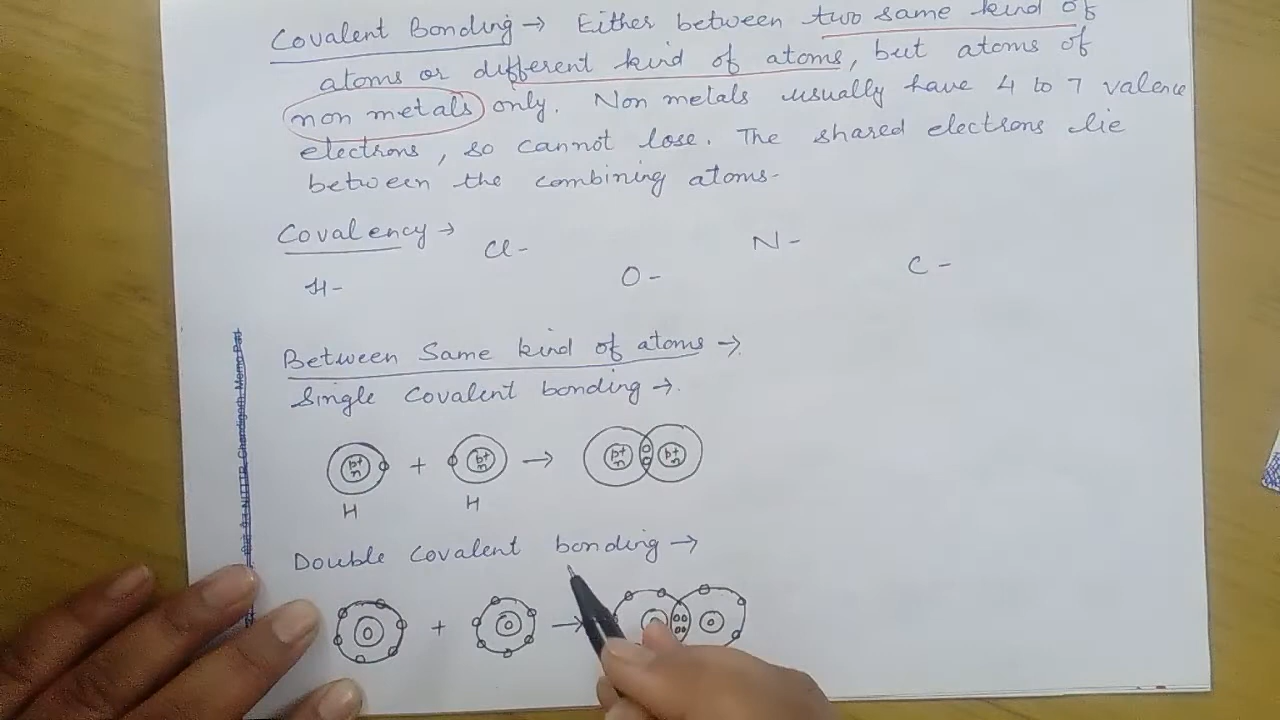 Covalent Bonding → Either between two same kind of
atoms or different kind of atoms, but atoms of
non metals only. Non metals usually have 4 to 7 valence
electrons, so cannot lose. The shared electrons lie
between the combining atoms.
Covalency →
H - Cl - O - N - C -
Between Same kind of atoms →
Single Covalent bonding →.
p+ n + p+ n → p+ n p+ n
H H
Double Covalent bonding →
O + O → O